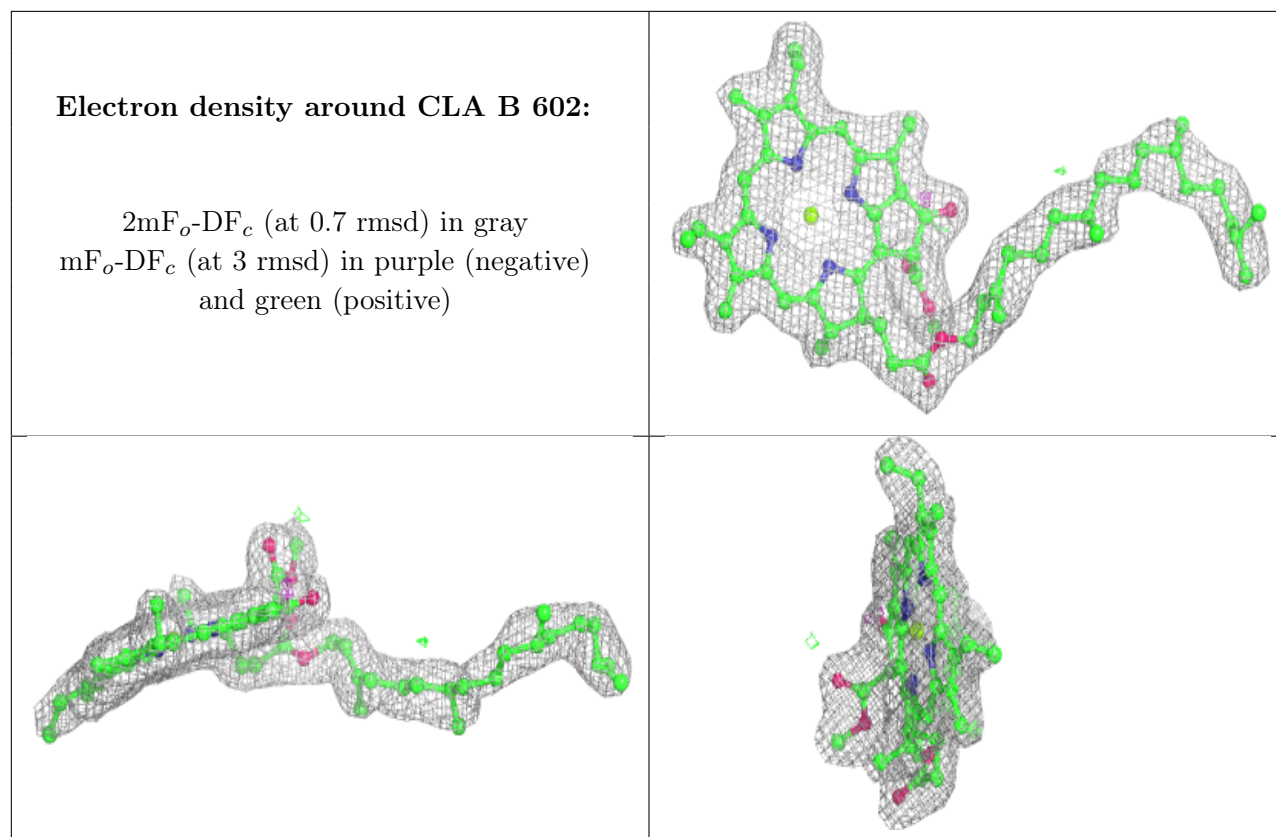 Electron density around CLA B 602:
2mFo-DFc (at 0.7 rmsd) in gray
mFo-DFc (at 3 rmsd) in purple (negative)
and green (positive)